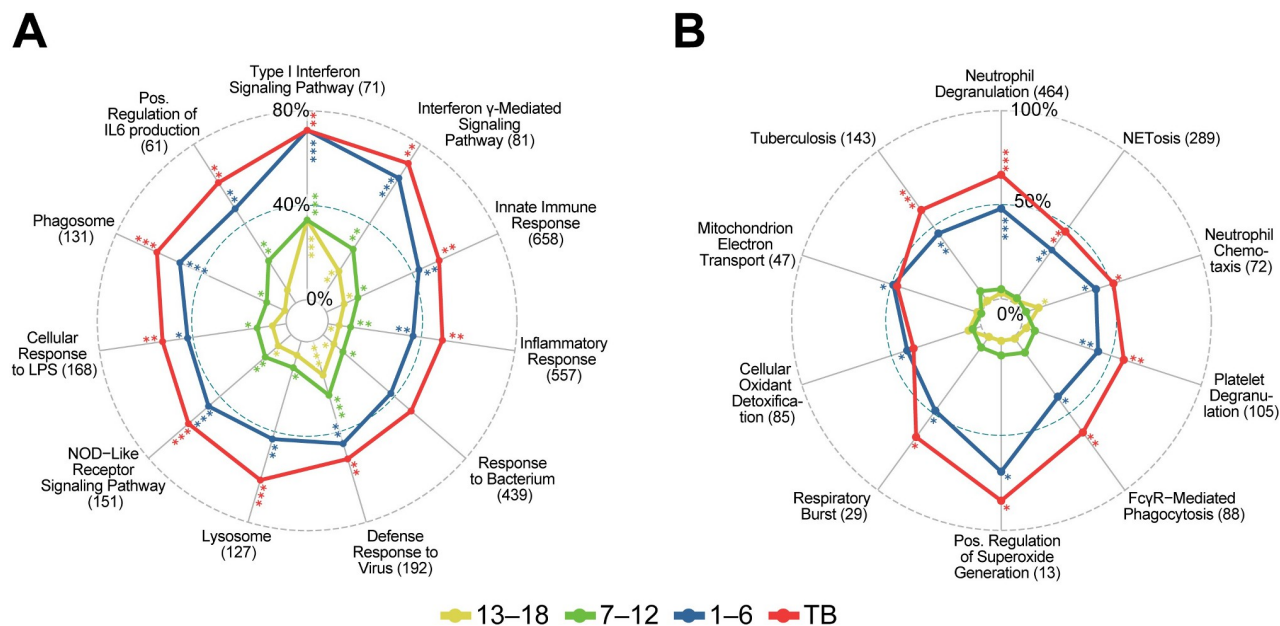 A
Type I Interferon
Signaling Pathway (71)
80%
40%
0%
Interferon γ-Mediated
Signaling
Pathway (81)
Innate Immune
Response
(658)
Inflammatory
Response
(557)
Response
to Bacterium
(439)
Defense
Response to
Virus (192)
Lysosome
(127)
NOD−Like
Receptor
Signaling Pathway
(151)
Cellular
Response
to LPS (168)
Phagosome
(131)
Pos.
Regulation of
IL6 production
(61)
B
Neutrophil
Degranulation (464)
100%
50%
0%
NETosis (289)
Neutrophil
Chemo-
taxis (72)
Platelet
Degranu-
lation (105)
FcγR−Mediated
Phagocytosis (88)
Pos. Regulation
of Superoxide
Generation (13)
Respiratory
Burst (29)
Cellular
Oxidant
Detoxifica-
tion (85)
Mitochondrion
Electron
Transport (47)
Tuberculosis (143)
13–18 7–12 1–6 TB